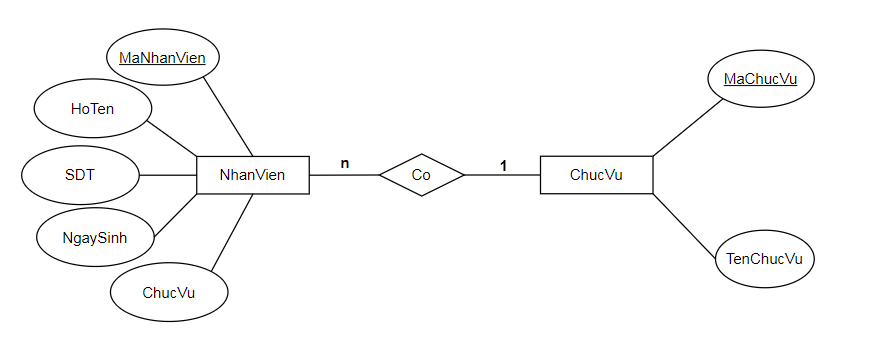 MaNhanVien
HoTen
SDT
NgaySinh
ChucVu
NhanVien
n
Co
1
ChucVu
MaChucVu
TenChucVu